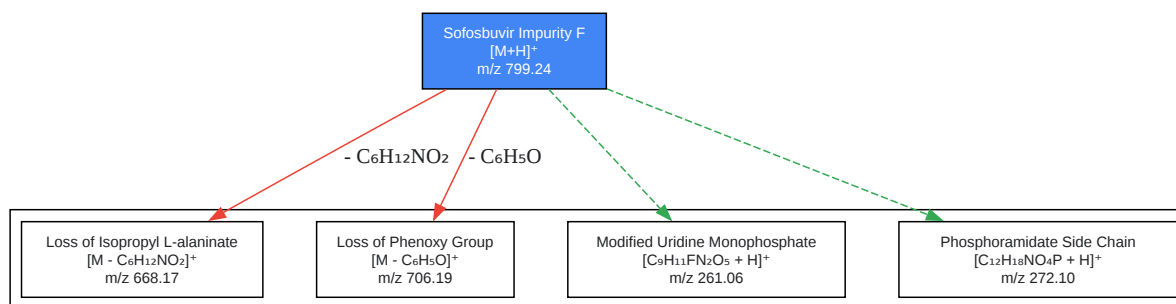 Sofosbuvir Impurity F
[M+H]⁺
m/z 799.24
- C₆H₁₂NO₂
- C₆H₅O
Loss of Isopropyl L-alaninate
[M - C₆H₁₂NO₂]⁺
m/z 668.17
Loss of Phenoxy Group
[M - C₆H₅O]⁺
m/z 706.19
Modified Uridine Monophosphate
[C₉H₁₁FN₂O₅ + H]⁺
m/z 261.06
Phosphoramidate Side Chain
[C₁₂H₁₈NO₄P + H]⁺
m/z 272.10